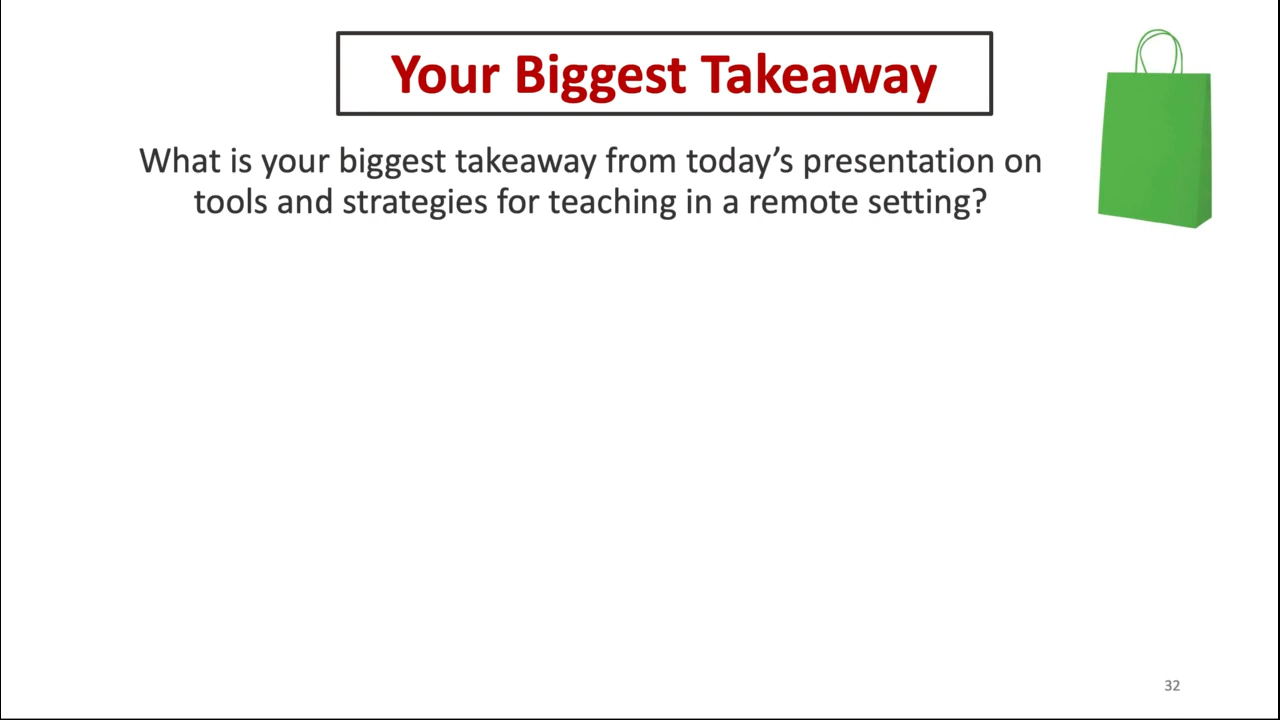 Your Biggest Takeaway
What is your biggest takeaway from today’s presentation on
tools and strategies for teaching in a remote setting?
32